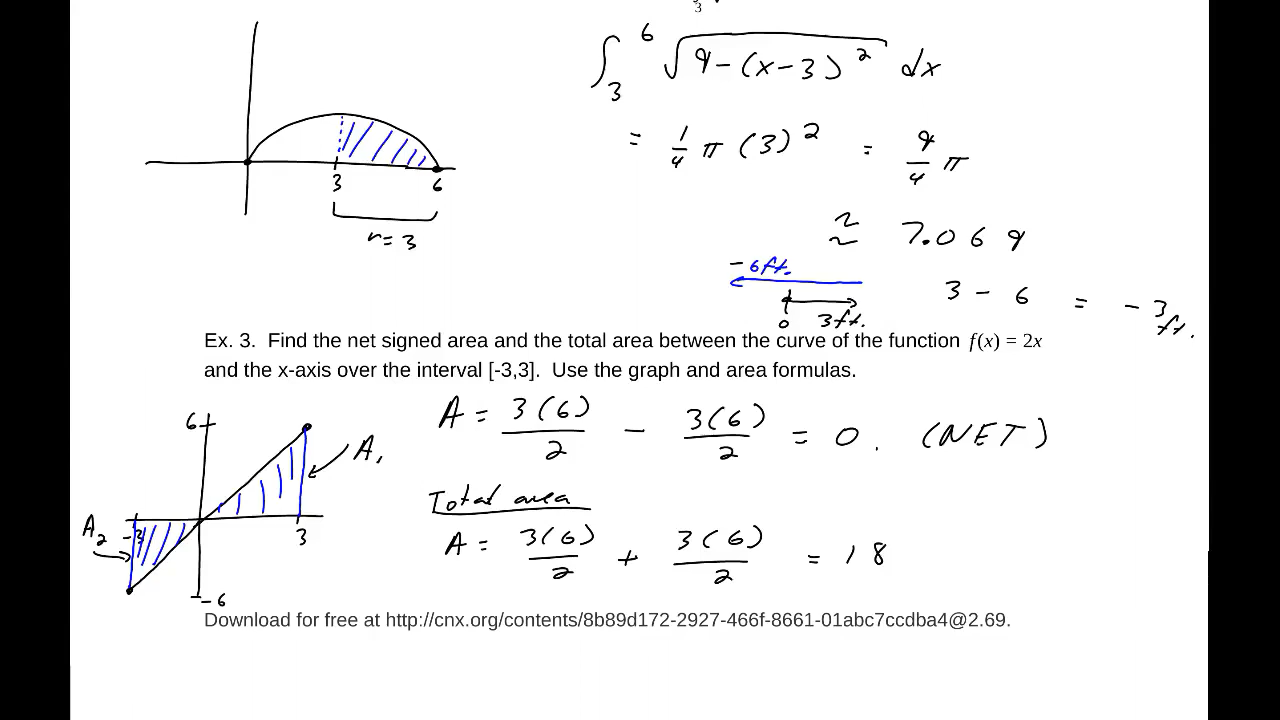 ∫₃⁶ √(9-(x-3)²) dx
= 1/4 π (3)² = 9/4 π
≈ 7.069
3
6
r = 3
-6ft.
0
3ft.
3 - 6 = -3 ft.
Ex. 3. Find the net signed area and the total area between the curve of the function f(x) = 2x
and the x-axis over the interval [-3,3]. Use the graph and area formulas.
A = 3(6)/2 - 3(6)/2 = 0. (NET)
6
A₁
Total area
A = 3(6)/2 + 3(6)/2 = 18
A₂
-3
3
-6
Download for free at http://cnx.org/contents/8b89d172-2927-466f-8661-01abc7ccdba4@2.69.